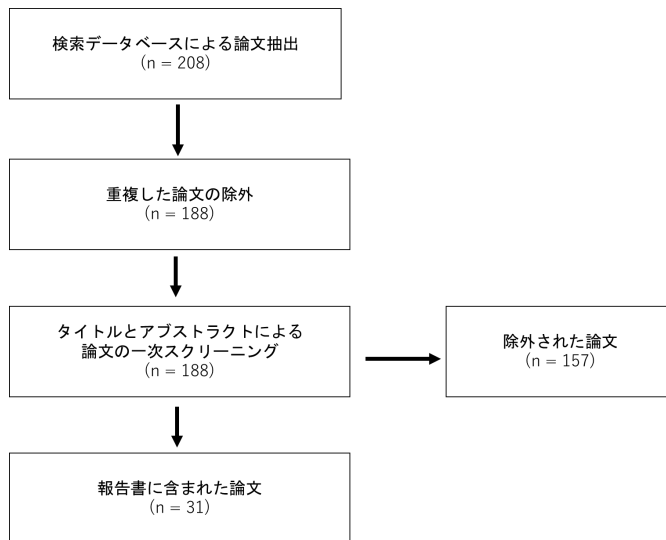 検索データベースによる論文抽出
(n = 208)
重複した論文の除外
(n = 188)
タイトルとアブストラクトによる
論文の一次スクリーニング
(n = 188)
除外された論文
(n = 157)
報告書に含まれた論文
(n = 31)